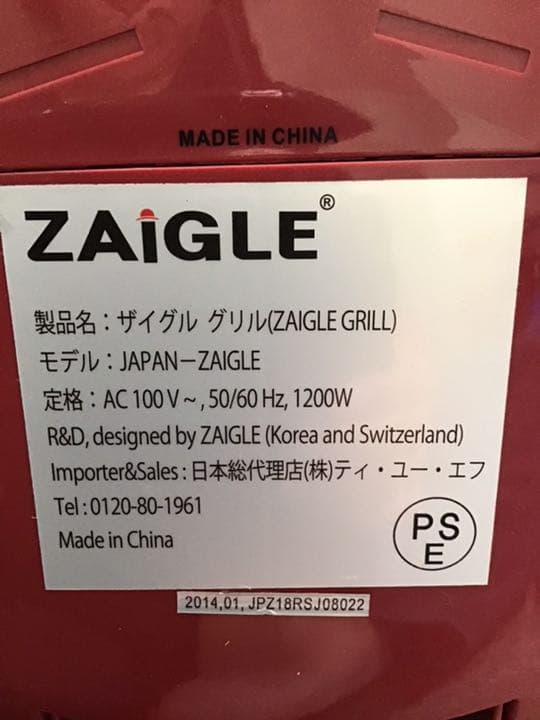 MADE IN CHINA
ZAiGLE®
製品名：ザイグル グリル(ZAIGLE GRILL)
モデル：JAPAN－ZAIGLE
定格：AC 100 V ~ , 50/60 Hz, 1200W
R&D, designed by ZAIGLE (Korea and Switzerland)
Importer&Sales : 日本総代理店(株)ティ・ユー・エフ
Tel : 0120-80-1961
Made in China
PS
E
2014,01, JPZ18RSJ08022